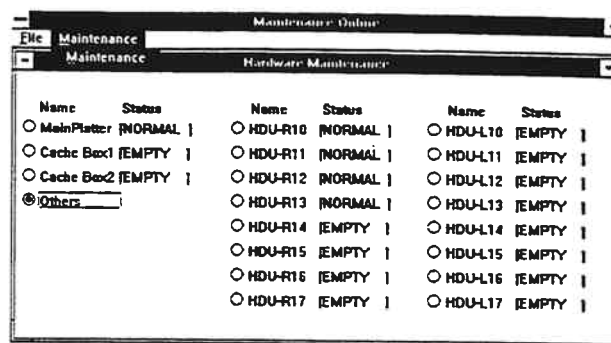 Maintenance Online
File Maintenance
Maintenance
Hardware Maintenance
Name Status Name Status Name Status
MainPlatter [NORMAL ] HDU-R10 [NORMAL ] HDU-L10 [EMPTY ]
Cache Box1 [EMPTY ] HDU-R11 [NORMAL ] HDU-L11 [EMPTY ]
Cache Box2 [EMPTY ] HDU-R12 [NORMAL ] HDU-L12 [EMPTY ]
Others HDU-R13 [NORMAL ] HDU-L13 [EMPTY ]
HDU-R14 [EMPTY ] HDU-L14 [EMPTY ]
HDU-R15 [EMPTY ] HDU-L15 [EMPTY ]
HDU-R16 [EMPTY ] HDU-L16 [EMPTY ]
HDU-R17 [EMPTY ] HDU-L17 [EMPTY ]